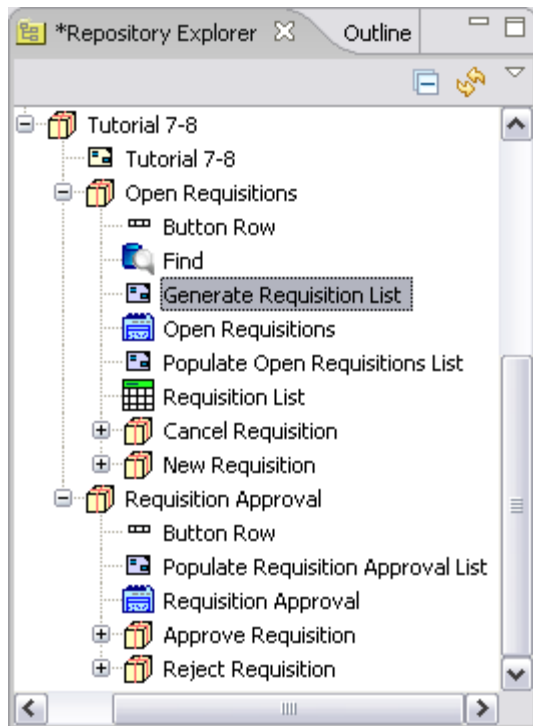 *Repository Explorer Outline
Tutorial 7-8
Tutorial 7-8
Open Requisitions
Button Row
Find
Generate Requisition List
Open Requisitions
Populate Open Requisitions List
Requisition List
Cancel Requisition
New Requisition
Requisition Approval
Button Row
Populate Requisition Approval List
Requisition Approval
Approve Requisition
Reject Requisition